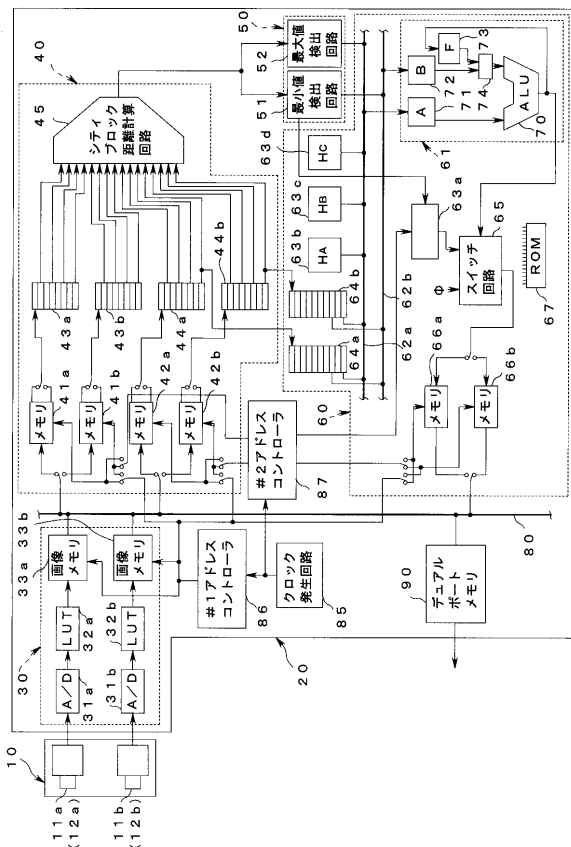 10
11a
(12a)
11b
(12b)
20
30
A/D
31a
LUT
32a
画像
メモリ
33a
A/D
31b
LUT
32b
画像
メモリ
33b
#1アドレス
コントローラ
86
クロック
発生回路
85
#2アドレス
コントローラ
87
80
デュアル
ポート
メモリ
90
40
メモリ
41a
メモリ
41b
メモリ
42a
メモリ
42b
43a
43b
44a
44b
シティ
ブロック
距離計算
回路
45
50
最小値
検出回路
51
最大値
検出回路
52
60
64a
64b
62a
62b
HA
63b
HB
63c
HC
63d
63a
Φ
スイッチ
回路
65
メモリ
66a
メモリ
66b
ROM
67
61
A
71
B
72
F
73
74
ALU
70